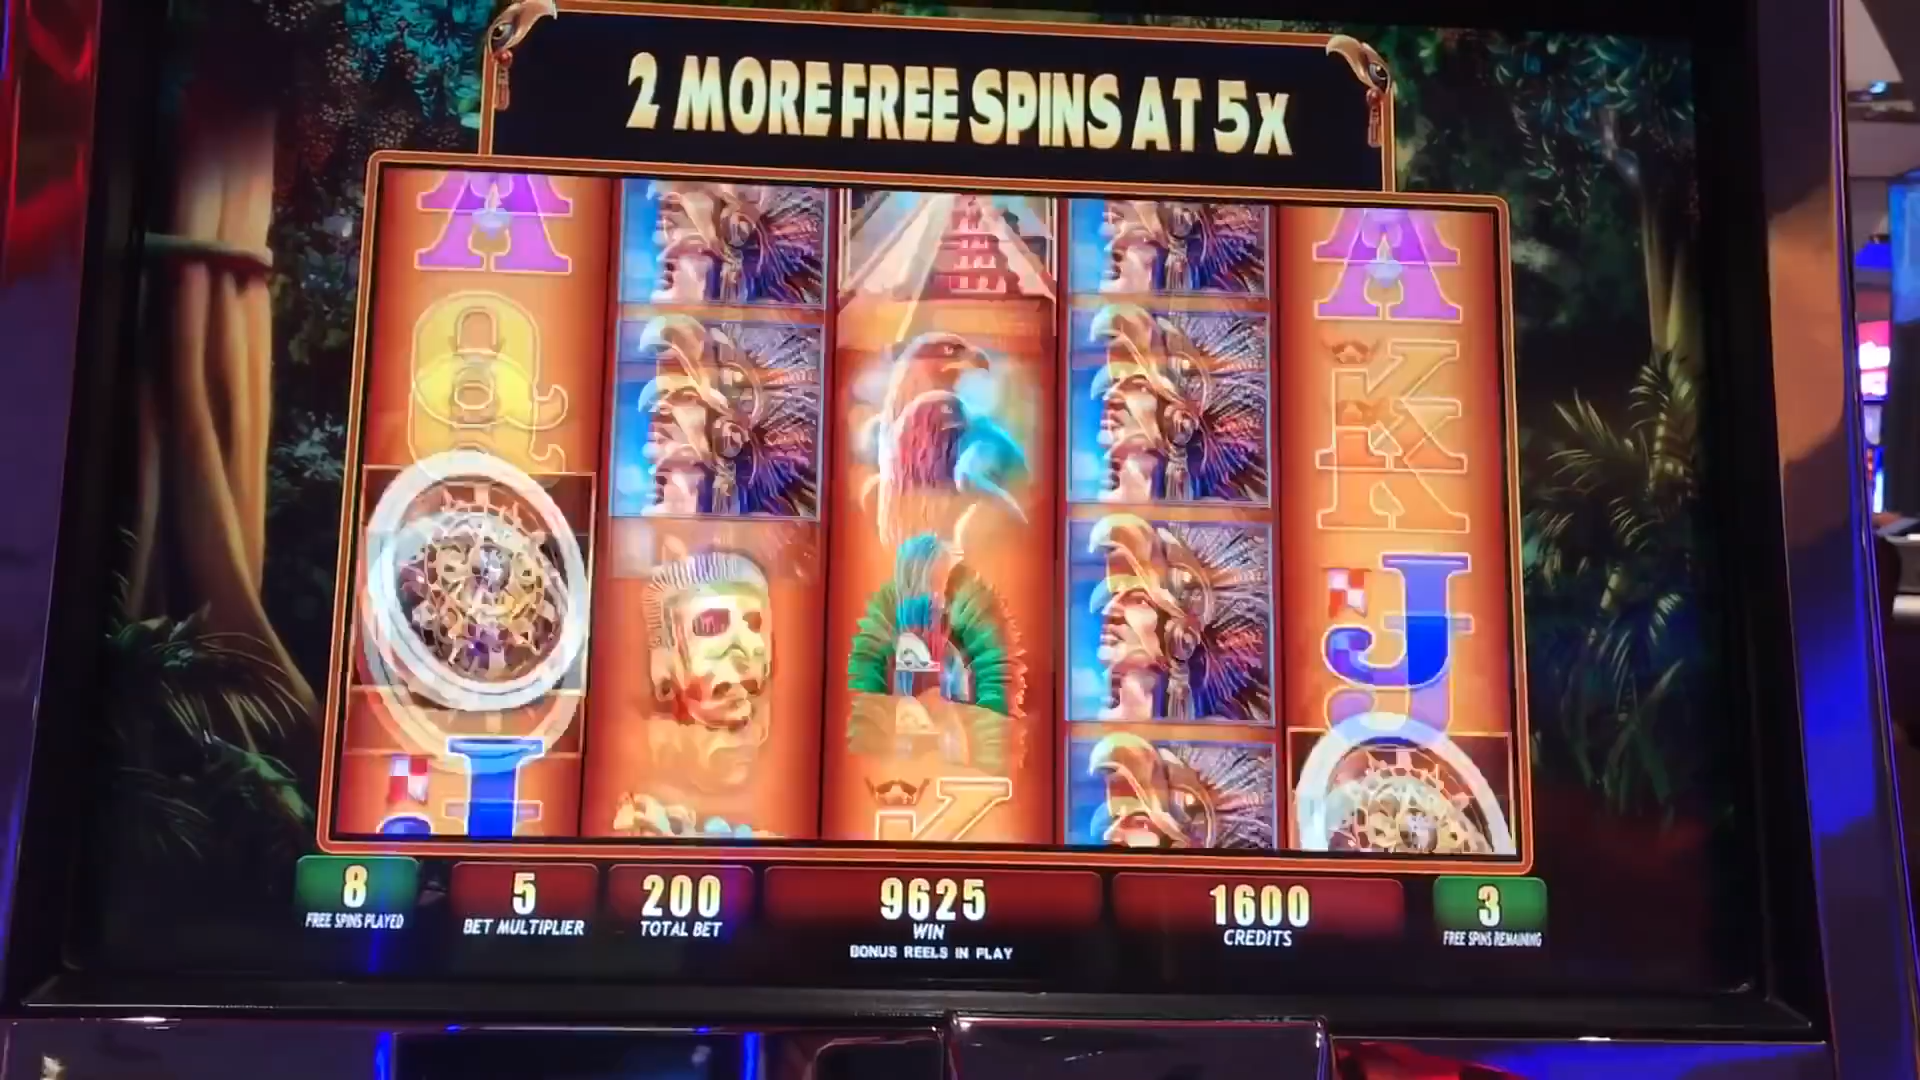 2 MORE FREE SPINS AT 5X
A
A
Q
K
K
J
J
K
8
FREE SPINS PLAYED
5
BET MULTIPLIER
200
TOTAL BET
9625
WIN
BONUS REELS IN PLAY
1600
CREDITS
3
FREE SPINS REMAINING